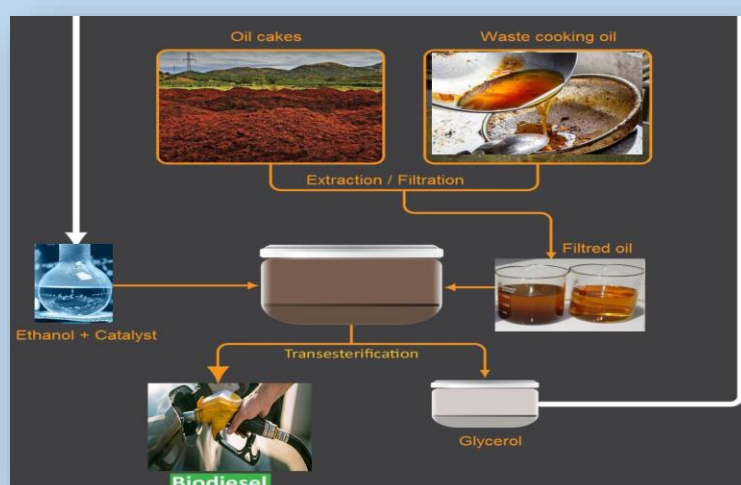 Oil cakes
Waste cooking oil
Extraction / Filtration
Filtred oil
Ethanol + Catalyst
Transesterification
Glycerol
Biodiesel